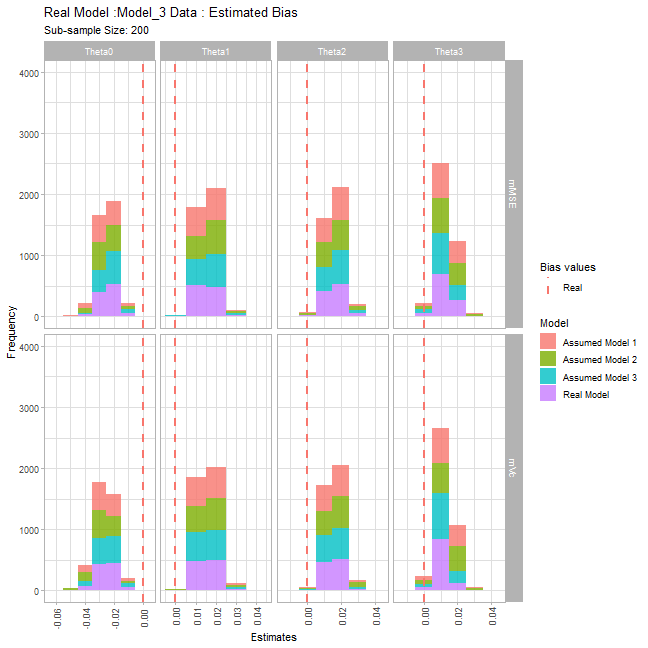 Real Model :Model_3 Data : Estimated Bias
Sub-sample Size: 200
Theta0 Theta1 Theta2 Theta3
4000
3000
2000
1000
0
mMSE
4000
3000
2000
1000
0
mVc
Frequency
-0.06 -0.04 -0.02 0.00 0.00 0.01 0.02 0.03 0.04 0.00 0.02 0.04 0.00 0.02 0.04
Estimates
Bias values
Real
Model
Assumed Model 1
Assumed Model 2
Assumed Model 3
Real Model